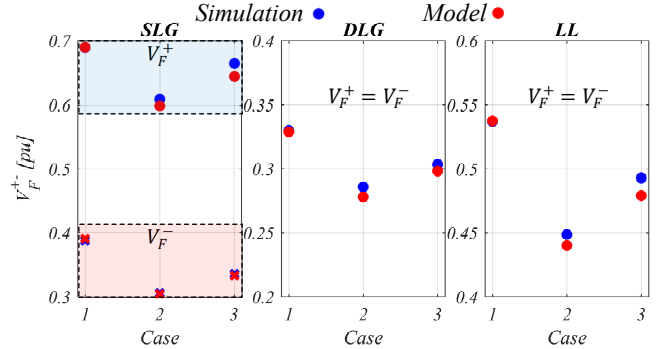 Simulation Model
SLG DLG LL
0.7 0.6 0.5 0.4 0.3
V_F^{+-} [pu]
V_F^+
V_F^-
1 2 3
Case
0.4 0.35 0.3 0.25 0.2
V_F^+ = V_F^-
1 2 3
Case
0.6 0.55 0.5 0.45 0.4
V_F^+ = V_F^-
1 2 3
Case